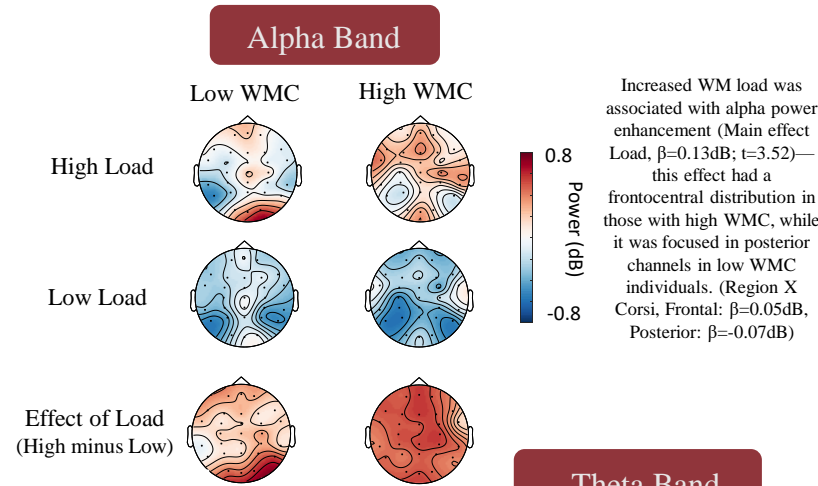 Alpha Band
Low WMC
High WMC
High Load
0.8
Power (dB)
-0.8
Low Load
Effect of Load
(High minus Low)
Increased WM load was
associated with alpha power
enhancement (Main effect
Load, β=0.13dB; t=3.52)—
this effect had a
frontocentral distribution in
those with high WMC, while
it was focused in posterior
channels in low WMC
individuals. (Region X
Corsi, Frontal: β=0.05dB,
Posterior: β=-0.07dB)
Theta Band